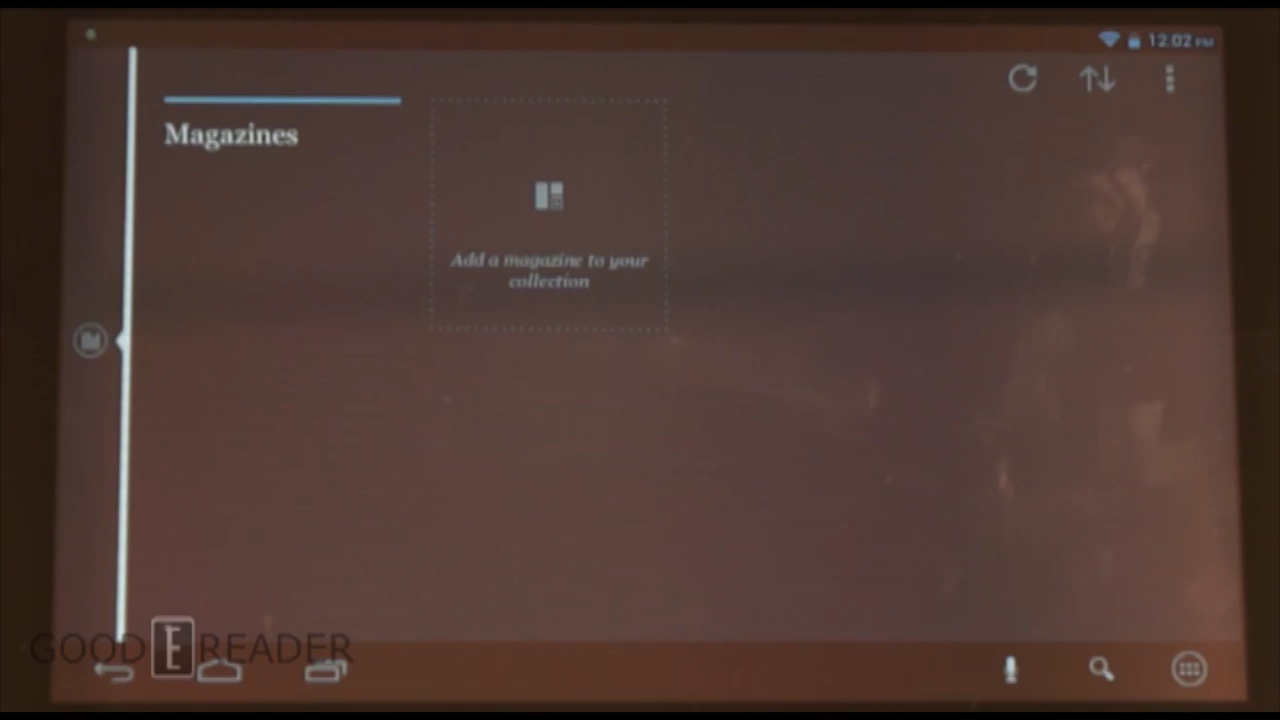 12:02 PM
Magazines
Add a magazine to your
collection
GOOD E READER